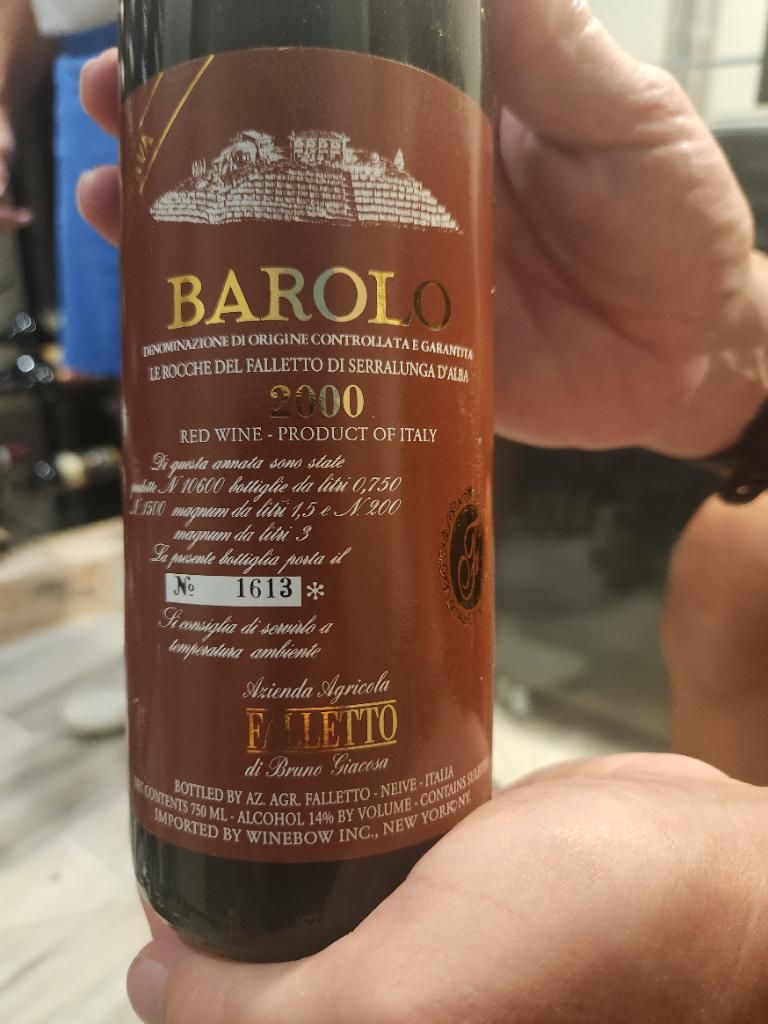 BAROLO
DENOMINAZIONE DI ORIGINE CONTROLLATA E GARANTITA
LE ROCCHE DEL FALLETTO DI SERRALUNGA D'ALBA
2000
RED WINE - PRODUCT OF ITALY
Di questa annata sono state
prodotte N. 10600 bottiglie da litri 0,750
N. 1500 magnum da litri 1,5 e N. 200
magnum da litri 3
La presente bottiglia porta il
No 1613 *
Si consiglia di servirlo a
temperatura ambiente
Azienda Agricola
FALLETTO
di Bruno Giacosa
BOTTLED BY AZ. AGR. FALLETTO - NEIVE - ITALIA
NET CONTENTS 750 ML - ALCOHOL 14% BY VOLUME - CONTAINS SULFITES
IMPORTED BY WINEBOW INC., NEW YORK, NY